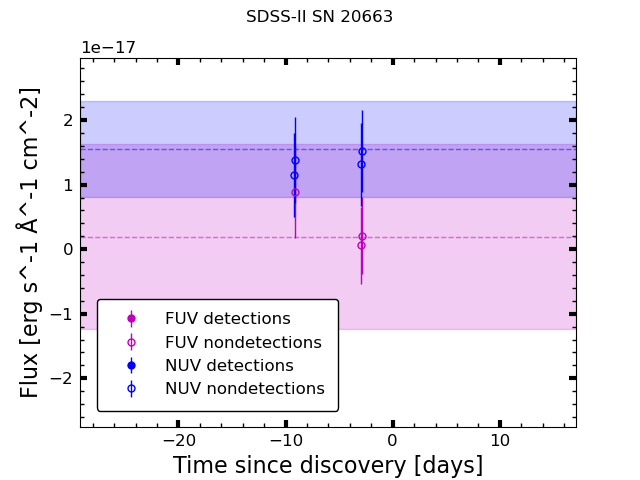 SDSS-II SN 20663
1e−17
Flux [erg s^-1 Å^-1 cm^-2]
2
1
0
−1
−2
FUV detections
FUV nondetections
NUV detections
NUV nondetections
−20 −10 0 10
Time since discovery [days]